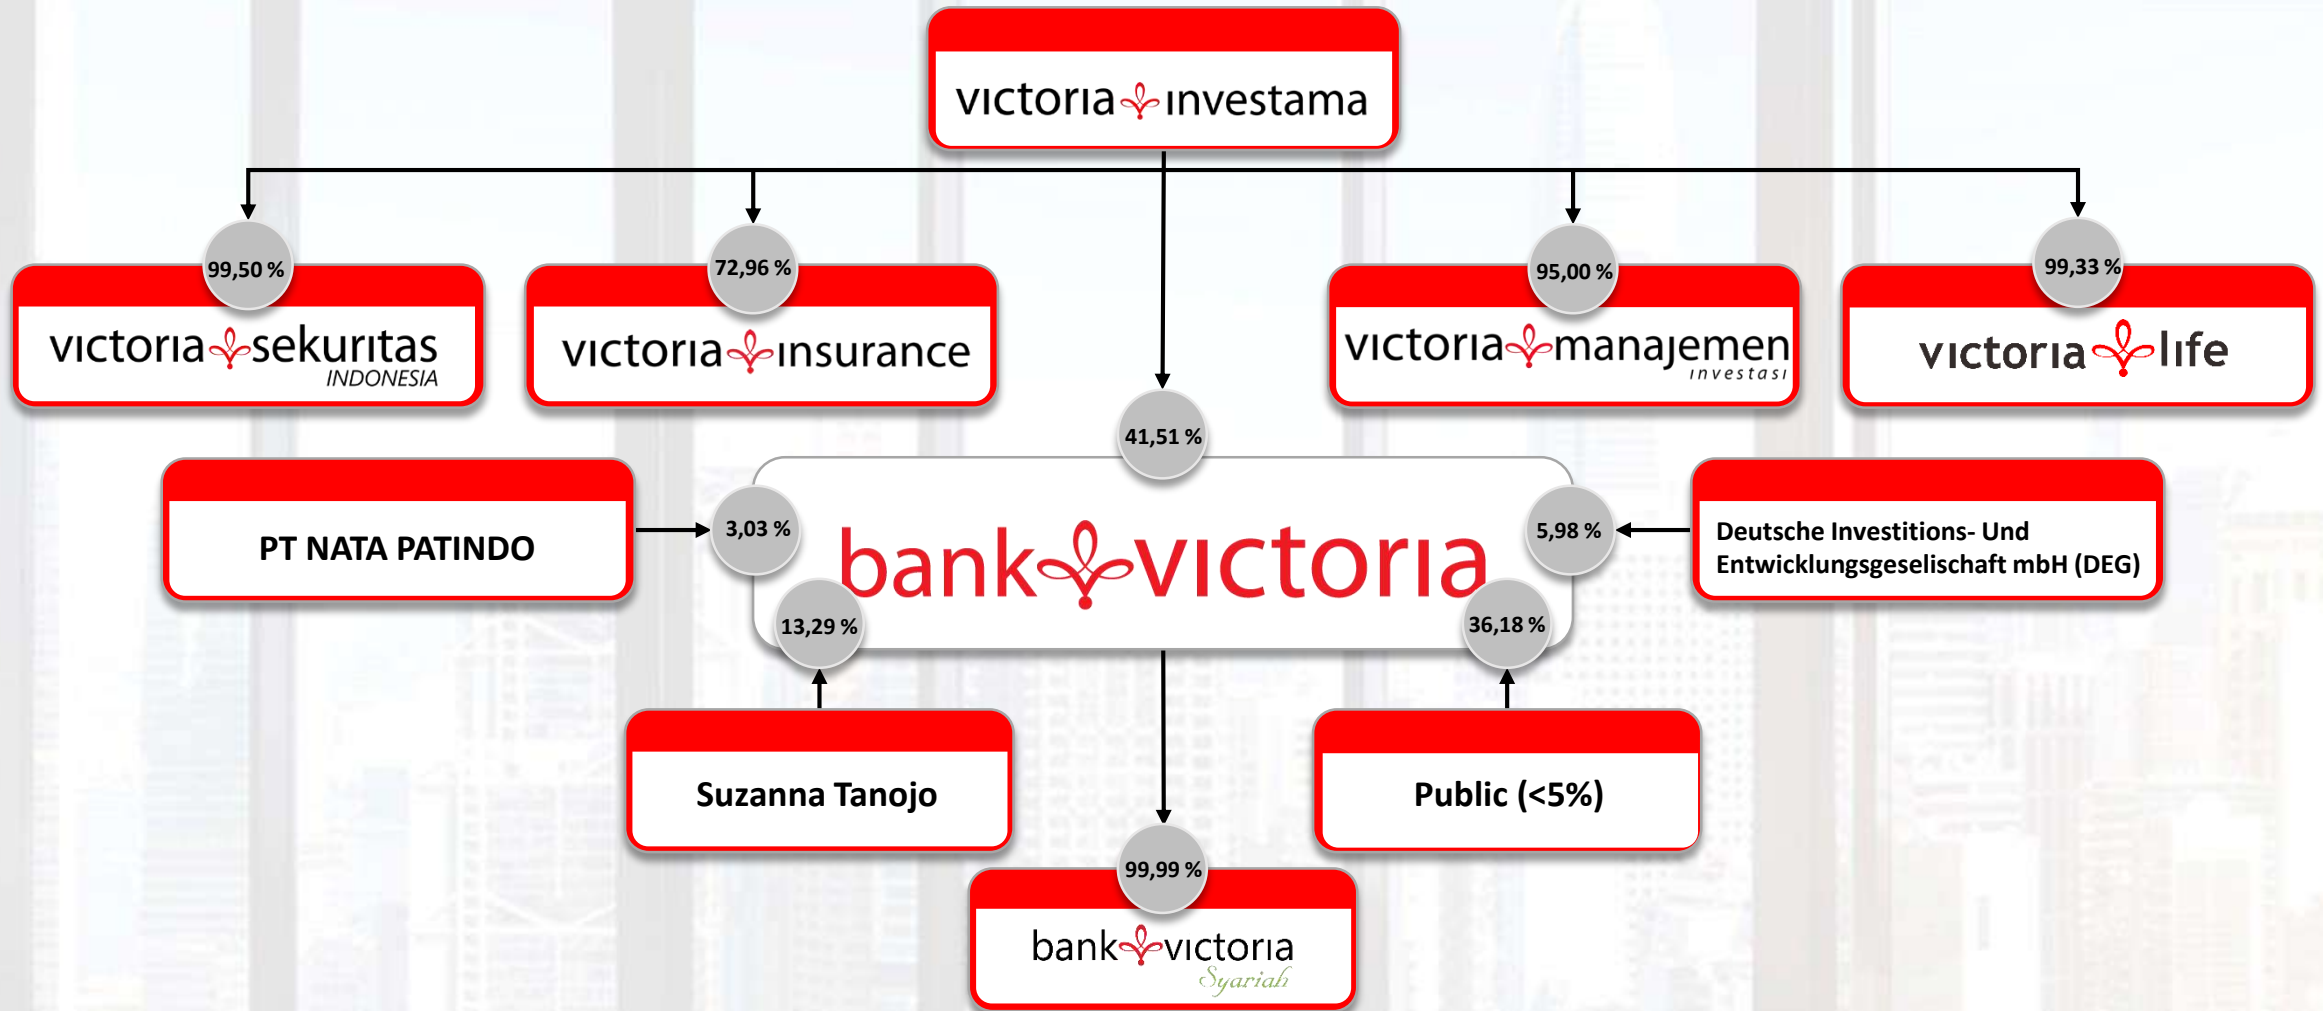 victoria investama
99,50 %
victoria sekuritas
INDONESIA
72,96 %
victoria insurance
95,00 %
victoria manajemen
investasi
99,33 %
victoria life
41,51 %
PT NATA PATINDO
3,03 %
bank victoria
5,98 %
Deutsche Investitions- Und
Entwicklungsgeselischaft mbH (DEG)
13,29 %
36,18 %
Suzanna Tanojo
Public (<5%)
99,99 %
bank victoria
Syariah